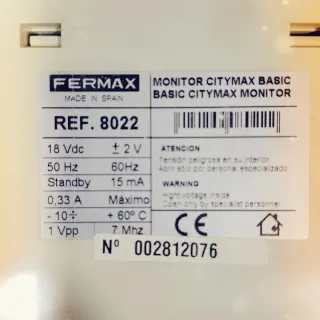 FERMAX
MADE IN SPAIN
MONITOR CITYMAX BASIC
BASIC CITYMAX MONITOR
REF. 8022
18 Vdc ± 2 V
50 Hz 60Hz
Standby 15 mA
0,33 A Máximo
- 10÷ + 60º C
1 Vpp 7 Mhz
ATENCION
Tensión peligrosa en su interior
Abrir sólo por personal especializado
WARNING
Hight voltage inside
Open only by specialist personnel
CE
Nº 002812076